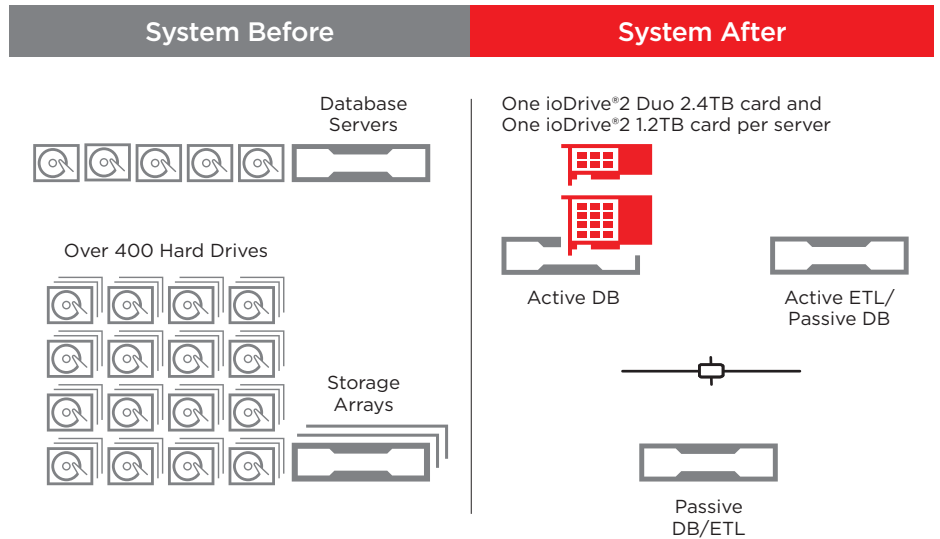 System Before
System After
Database
Servers
Over 400 Hard Drives
Storage
Arrays
One ioDrive®2 Duo 2.4TB card and
One ioDrive®2 1.2TB card per server
Active DB
Active ETL/
Passive DB
Passive
DB/ETL